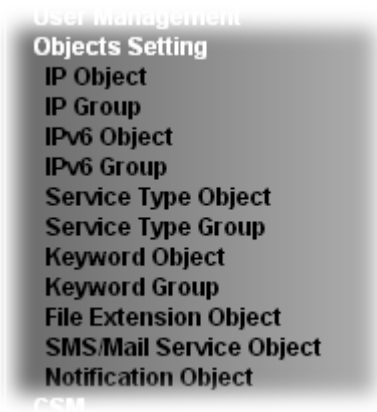 User Management
Objects Setting
IP Object
IP Group
IPv6 Object
IPv6 Group
Service Type Object
Service Type Group
Keyword Object
Keyword Group
File Extension Object
SMS/Mail Service Object
Notification Object
CSM